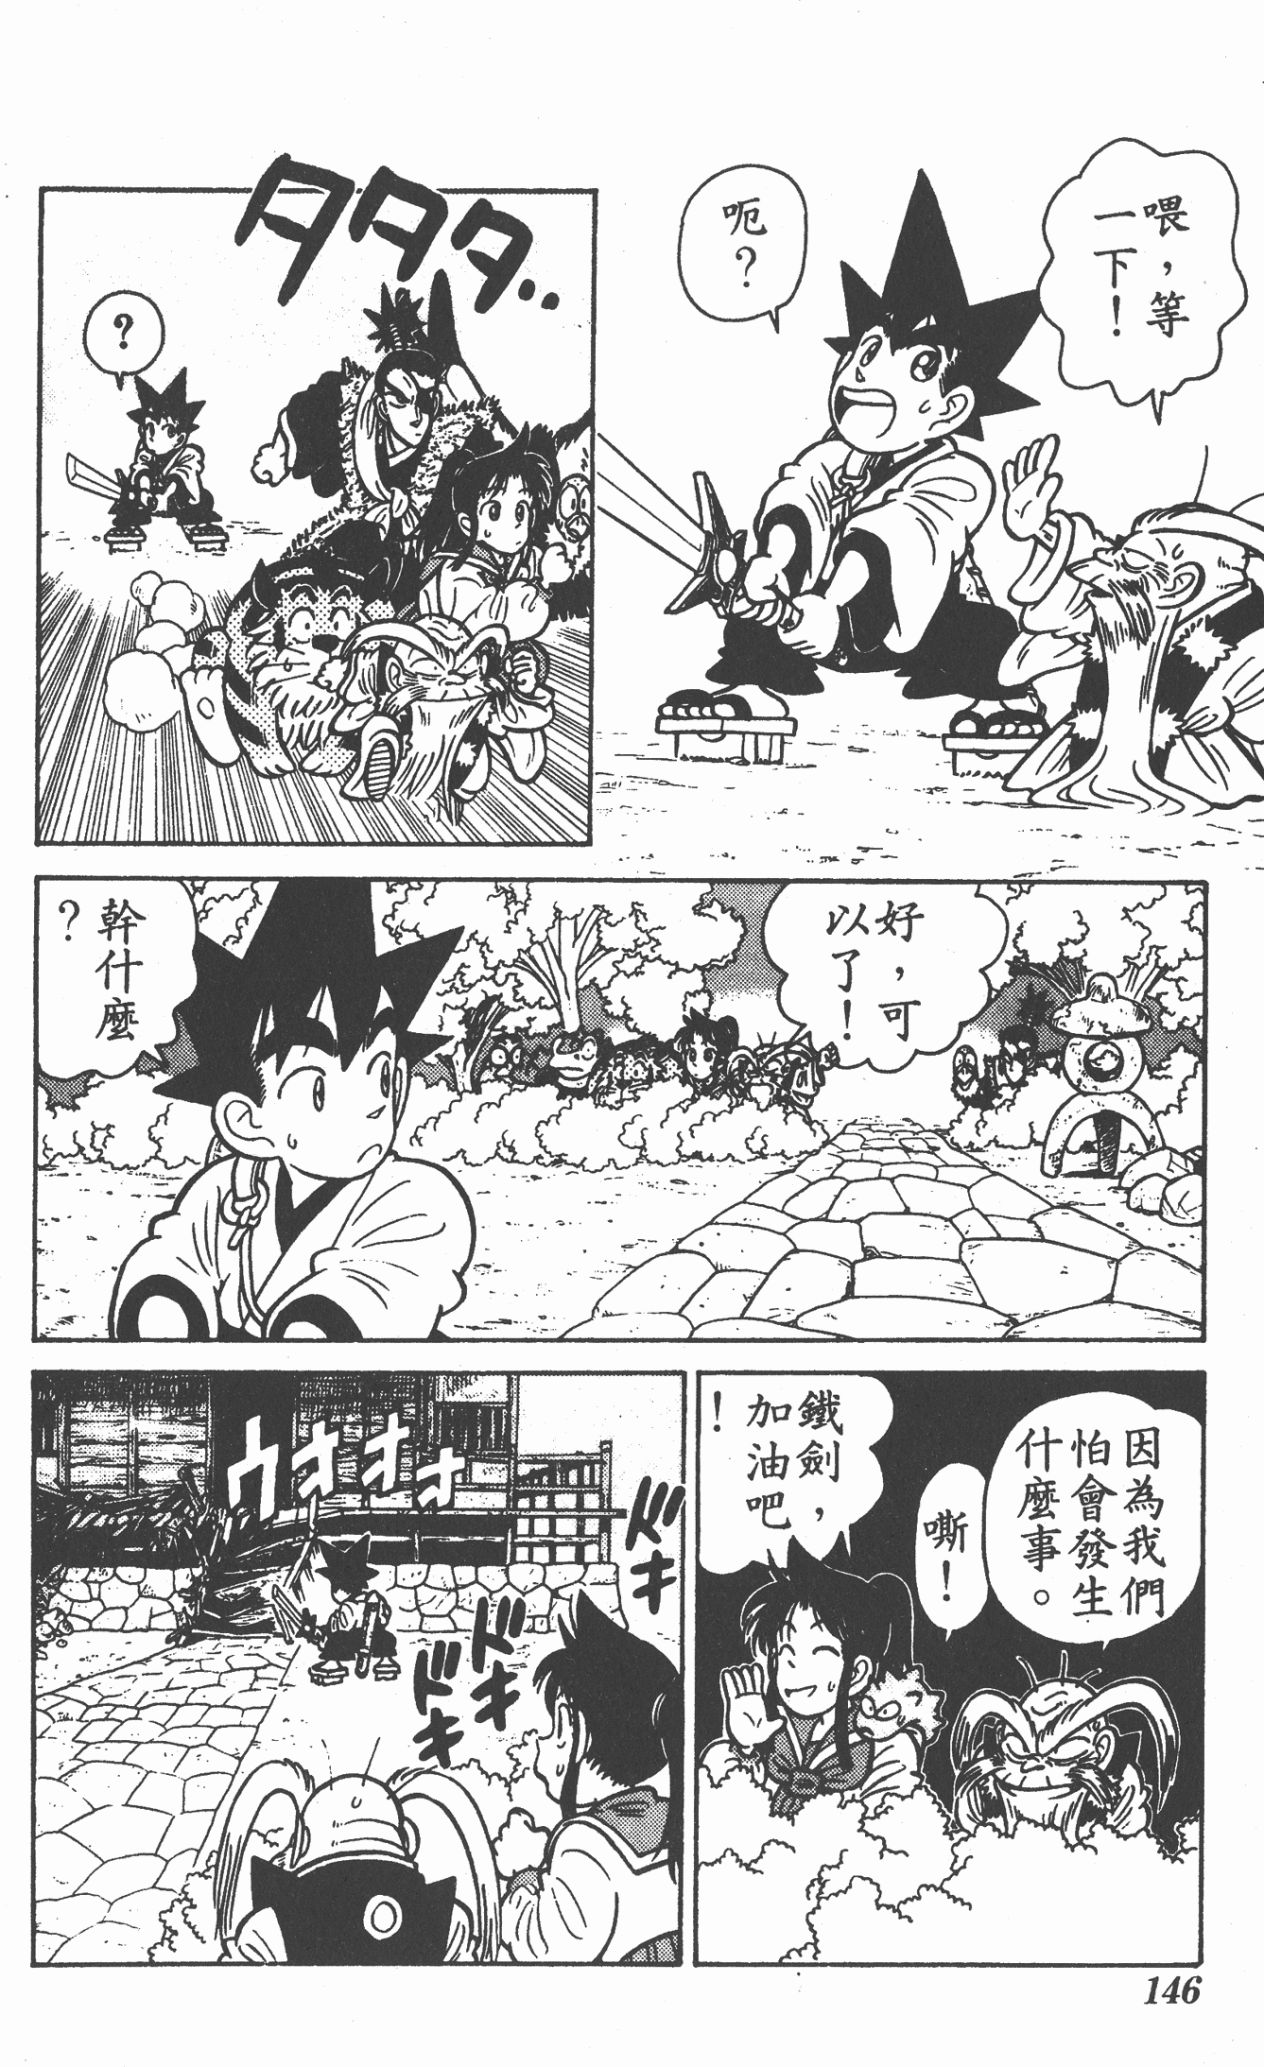 喂，等
一下！
呃？
タタタ‥
？
好，可
以了！
幹什麼
？
因為我們
怕會發生
什麼事。
嘶！
鐵劍，
加油吧
！
ウオオォ
ドキ
ドキ
ドキ
146